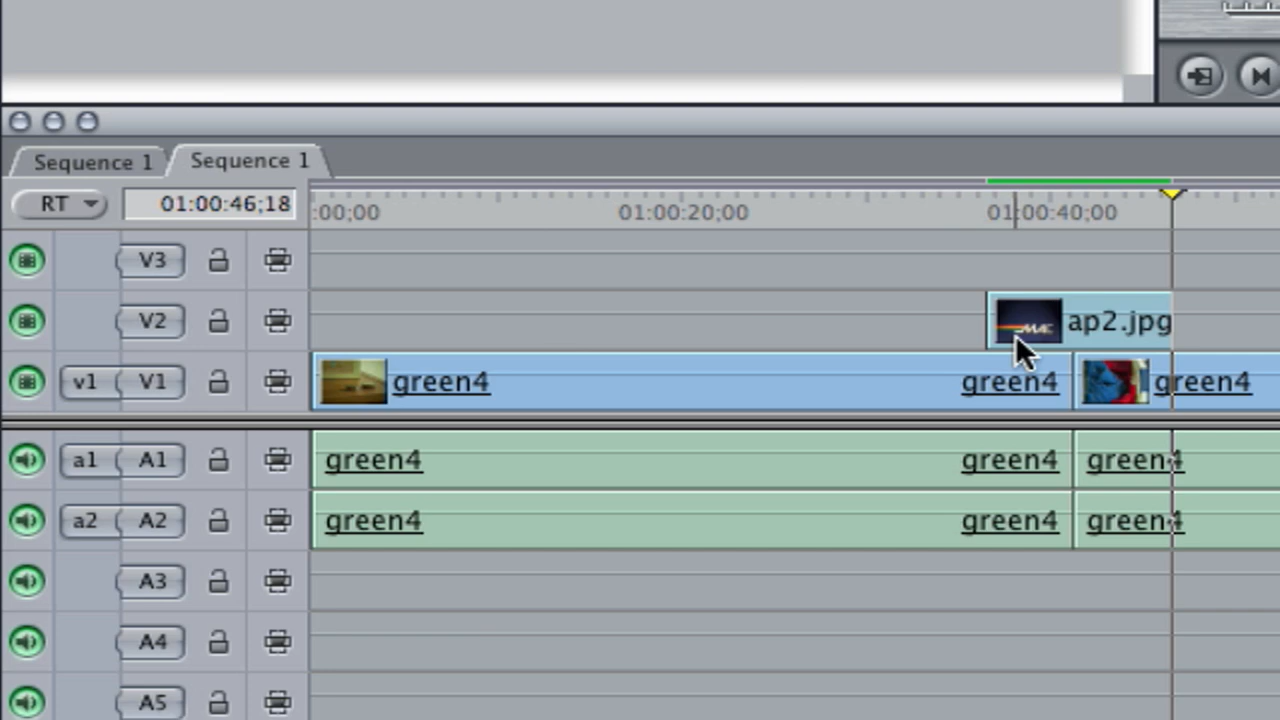 Sequence 1 Sequence 1
RT 01:00:46;18 :00;00 01:00:20;00 01:00:40;00
V3
V2 ap2.jpg
v1 V1 green4 green4 green4
a1 A1 green4 green4 green4
a2 A2 green4 green4 green4
A3
A4
A5